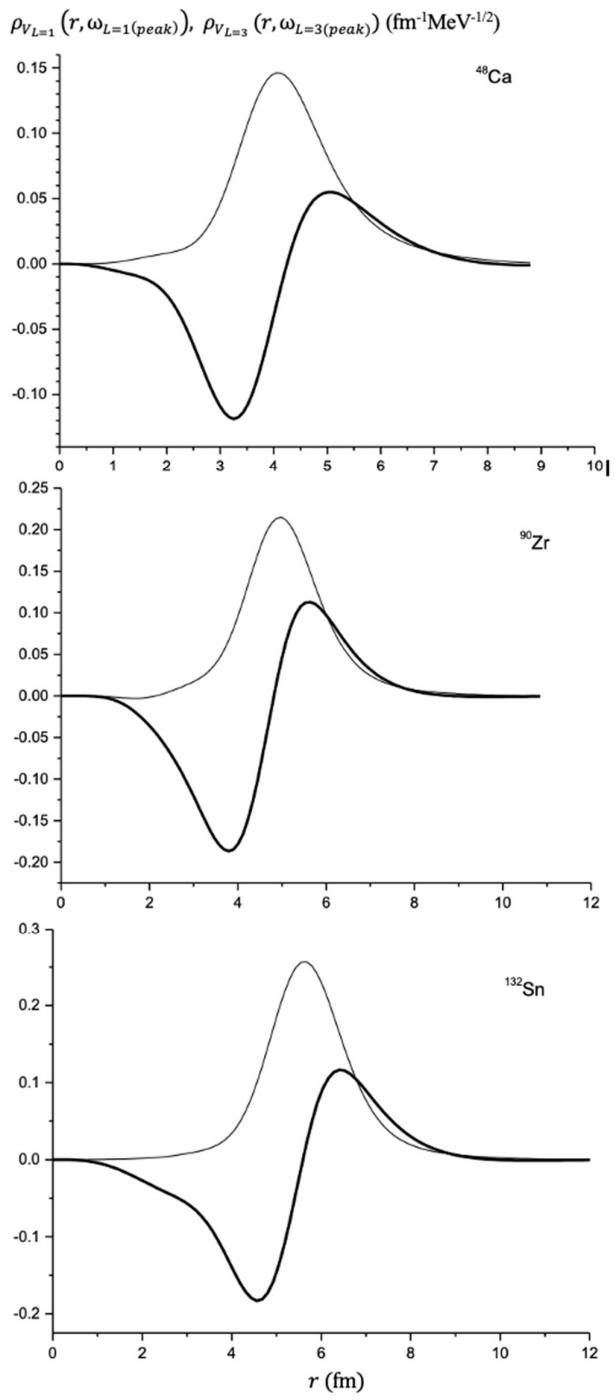 ρ_{V_{L=1}}(r, ω_{L=1(peak)}), ρ_{V_{L=3}}(r, ω_{L=3(peak)}) (fm⁻¹MeV⁻¹ᐟ²)
⁴⁸Ca
0.15
0.10
0.05
0.00
-0.05
-0.10
0 1 2 3 4 5 6 7 8 9 10
0.25
⁹⁰Zr
0.20
0.15
0.10
0.05
0.00
-0.05
-0.10
-0.15
-0.20
0 2 4 6 8 10 12
0.3
¹³²Sn
0.2
0.1
0.0
-0.1
-0.2
0 2 4 6 8 10 12
r (fm)